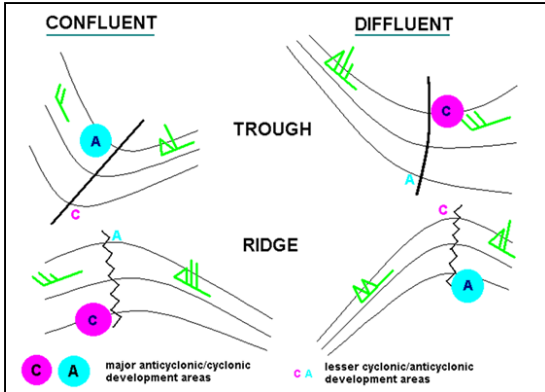 CONFLUENT
DIFFLUENT
A
C
TROUGH
C
A
A
C
RIDGE
C
A
C
A
major anticyclonic/cyclonic
development areas
C A
lesser cyclonic/anticyclonic
development areas